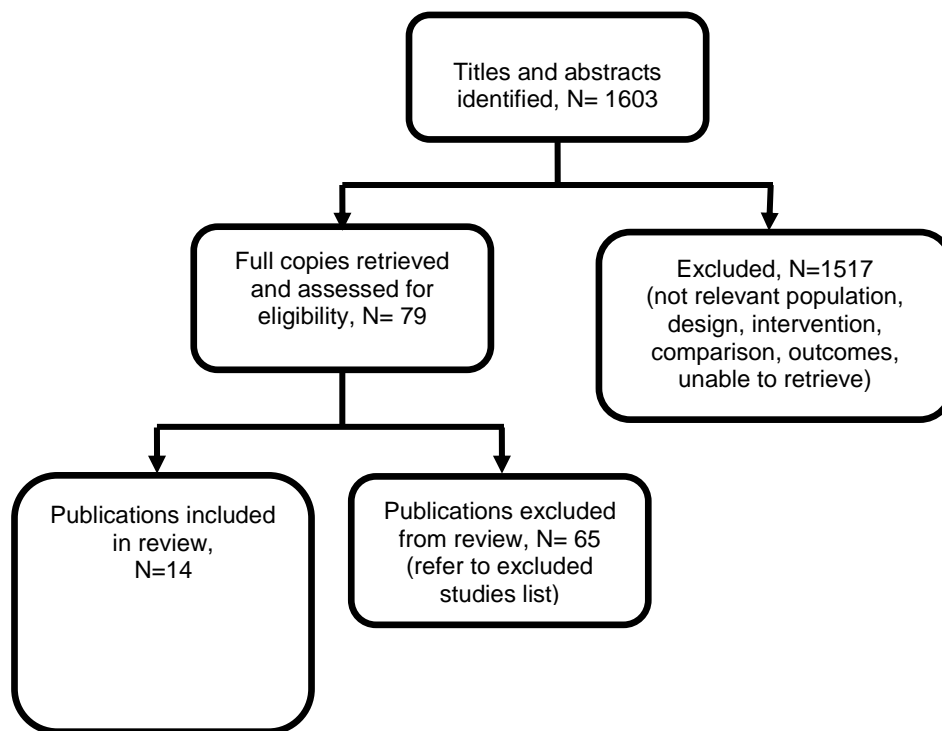 Titles and abstracts
identified, N= 1603
Full copies retrieved
and assessed for
eligibility, N= 79
Excluded, N=1517
(not relevant population,
design, intervention,
comparison, outcomes,
unable to retrieve)
Publications included
in review,
N=14
Publications excluded
from review, N= 65
(refer to excluded
studies list)